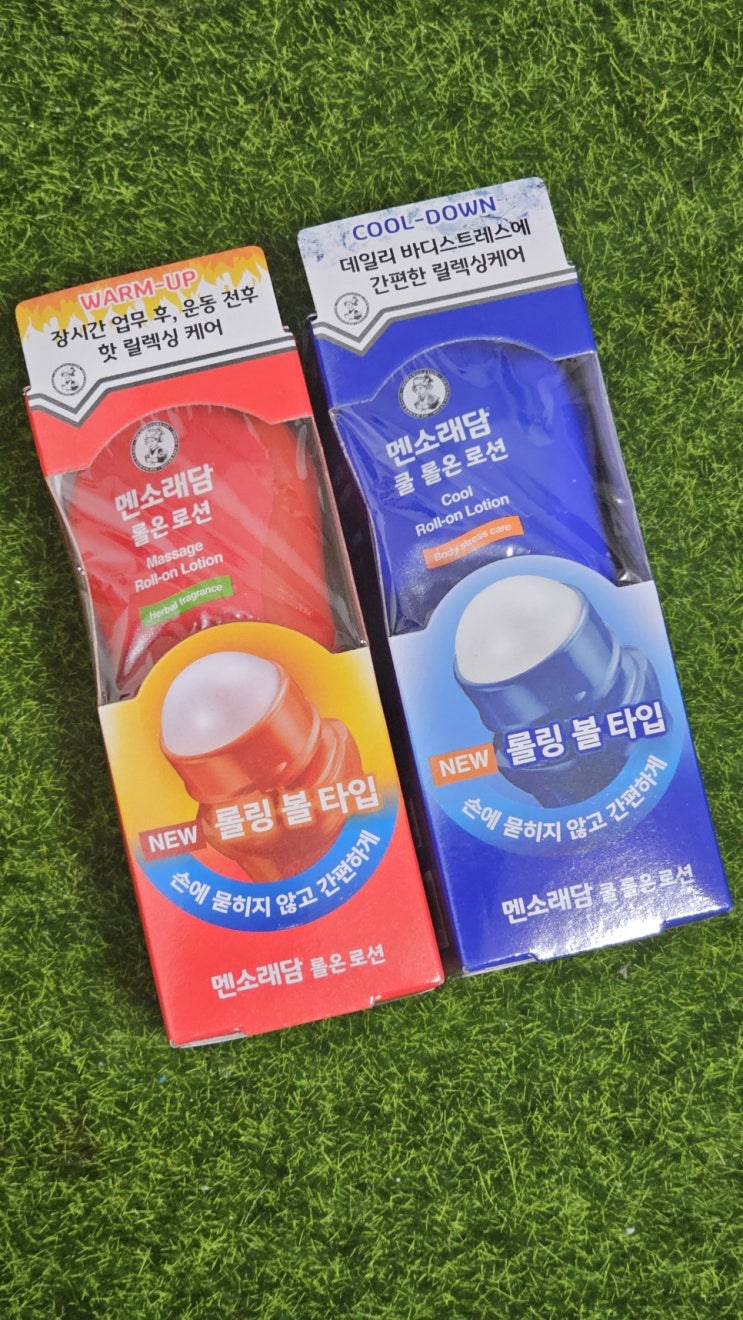 WARM-UP
장시간 업무 후, 운동 전후
핫 릴렉싱 케어
멘소래담
롤온 로션
Massage
Roll-on Lotion
Herbal fragrance
NEW 롤링 볼 타입
손에 묻히지 않고 간편하게
멘소래담 롤온 로션
COOL-DOWN
데일리 바디스트레스에
간편한 릴렉싱케어
멘소래담
쿨 롤온 로션
Cool
Roll-on Lotion
Body stress care
NEW 롤링 볼 타입
손에 묻히지 않고 간편하게
멘소래담 쿨 롤온 로션